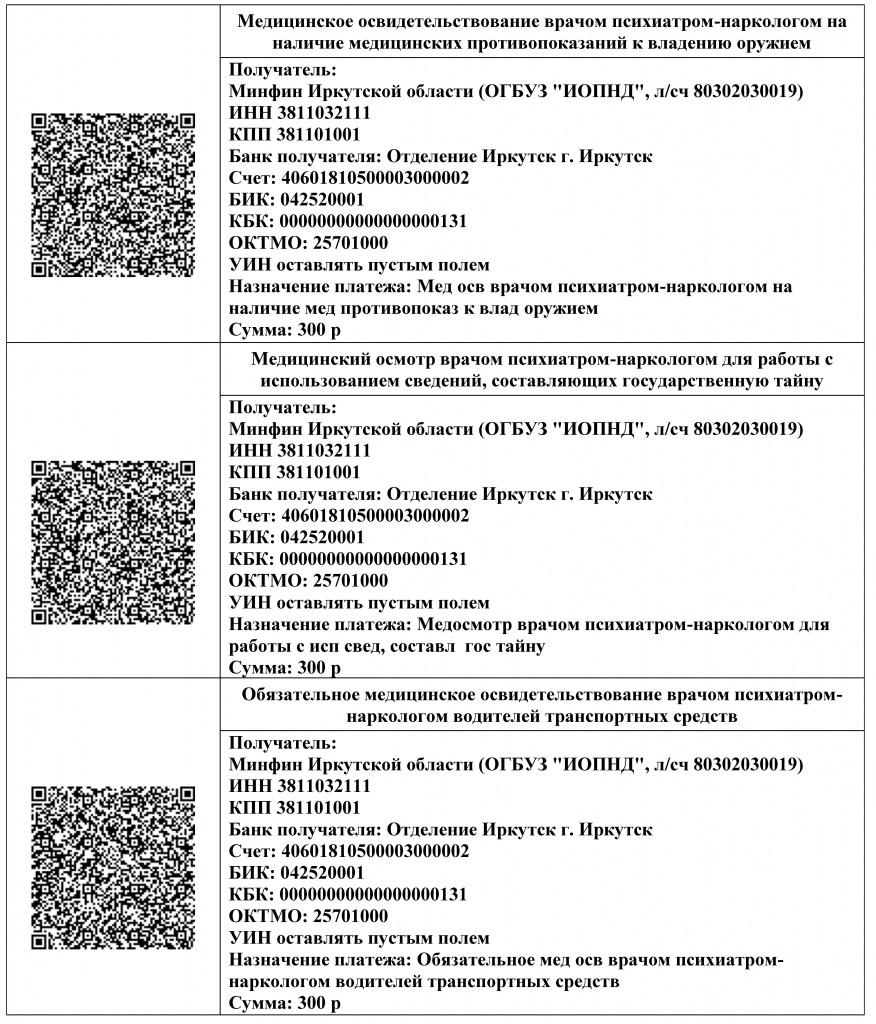 Медицинское освидетельствование врачом психиатром-наркологом на
наличие медицинских противопоказаний к владению оружием
Получатель:
Минфин Иркутской области (ОГБУЗ "ИОПНД", л/сч 80302030019)
ИНН 3811032111
КПП 381101001
Банк получателя: Отделение Иркутск г. Иркутск
Счет: 40601810500003000002
БИК: 042520001
КБК: 00000000000000000131
ОКТМО: 25701000
УИН оставлять пустым полем
Назначение платежа: Мед осв врачом психиатром-наркологом на
наличие мед противопоказ к влад оружием
Сумма: 300 р
Медицинский осмотр врачом психиатром-наркологом для работы с
использованием сведений, составляющих государственную тайну
Получатель:
Минфин Иркутской области (ОГБУЗ "ИОПНД", л/сч 80302030019)
ИНН 3811032111
КПП 381101001
Банк получателя: Отделение Иркутск г. Иркутск
Счет: 40601810500003000002
БИК: 042520001
КБК: 00000000000000000131
ОКТМО: 25701000
УИН оставлять пустым полем
Назначение платежа: Медосмотр врачом психиатром-наркологом для
работы с исп свед, составл  гос тайну
Сумма: 300 р
Обязательное медицинское освидетельствование врачом психиатром-
наркологом водителей транспортных средств
Получатель:
Минфин Иркутской области (ОГБУЗ "ИОПНД", л/сч 80302030019)
ИНН 3811032111
КПП 381101001
Банк получателя: Отделение Иркутск г. Иркутск
Счет: 40601810500003000002
БИК: 042520001
КБК: 00000000000000000131
ОКТМО: 25701000
УИН оставлять пустым полем
Назначение платежа: Обязательное мед осв врачом психиатром-
наркологом водителей транспортных средств
Сумма: 300 р